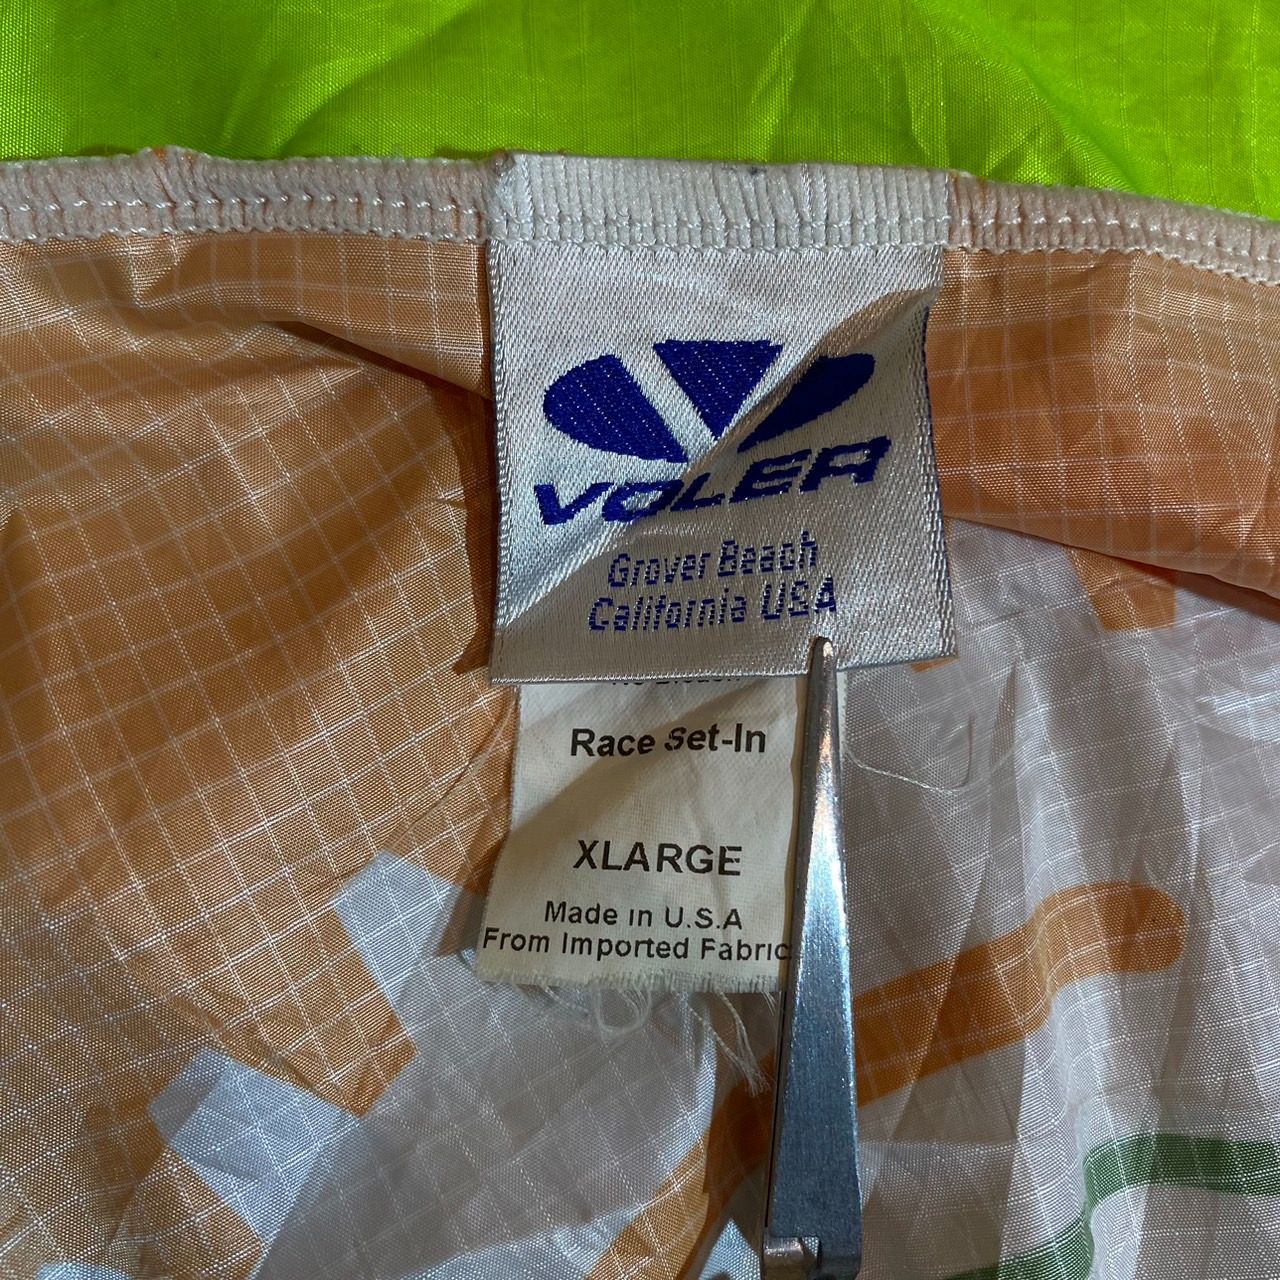 VOLER
Grover Beach
California USA
Race Set-In
XLARGE
Made in U.S.A
From Imported Fabric